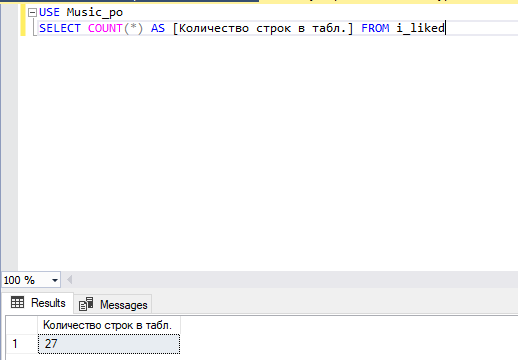 USE Music_po
SELECT COUNT(*) AS [Количество строк в табл.] FROM i_liked
100 %
Results Messages
Количество строк в табл.
1 27